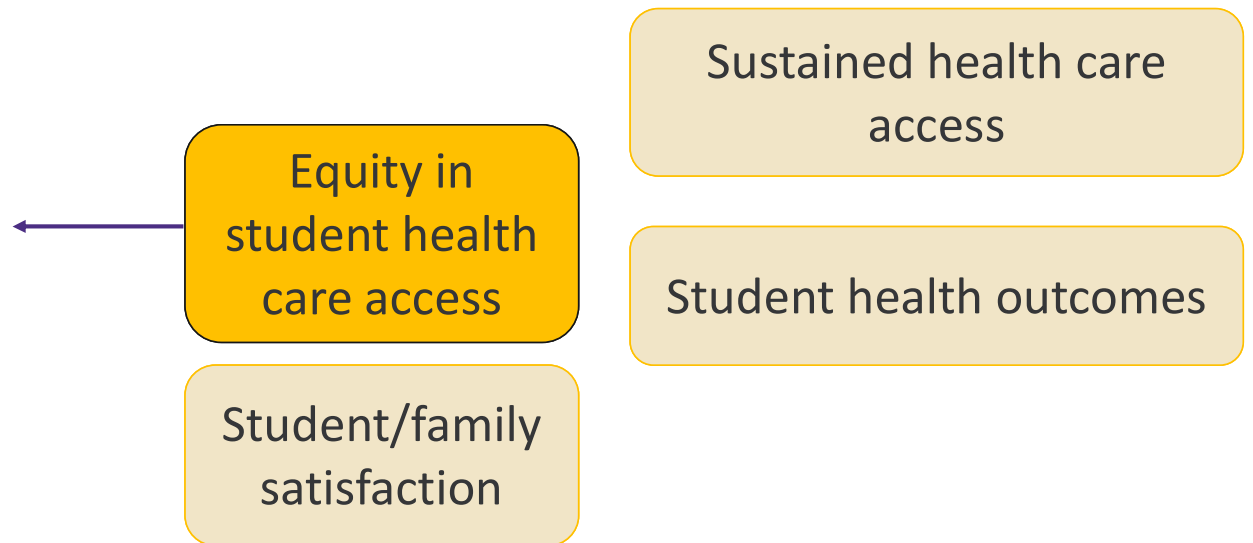 Sustained health care
access
Equity in
student health
care access
Student health outcomes
Student/family
satisfaction